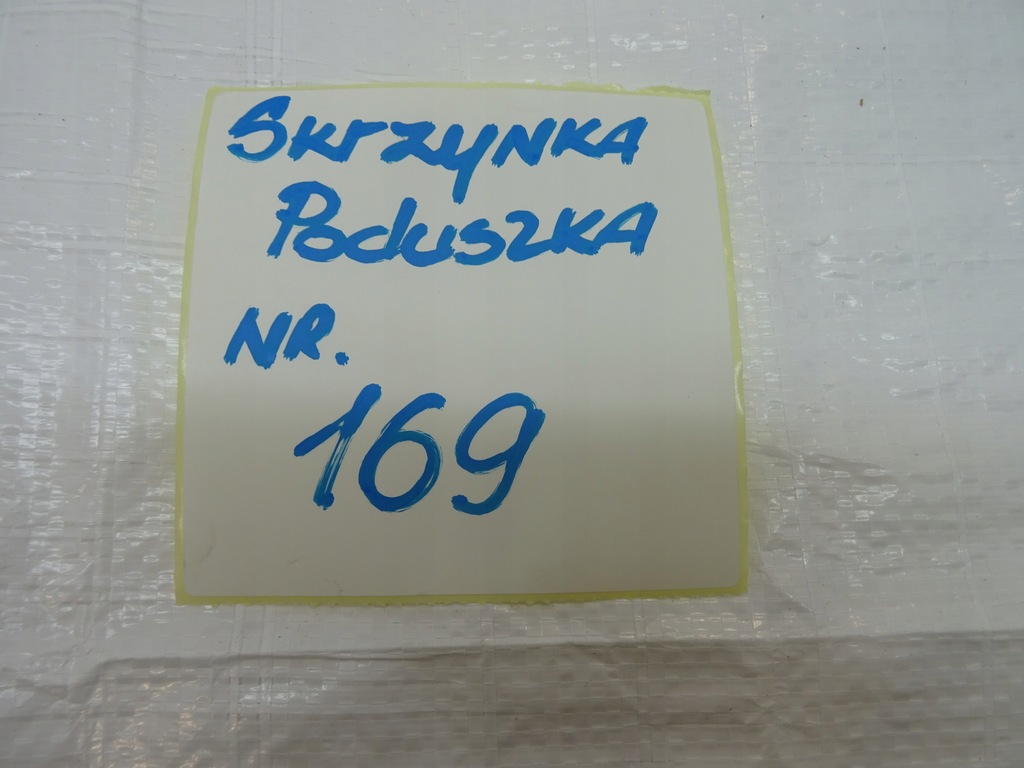 SKrZYNKA
PoduszKA
NR.
169